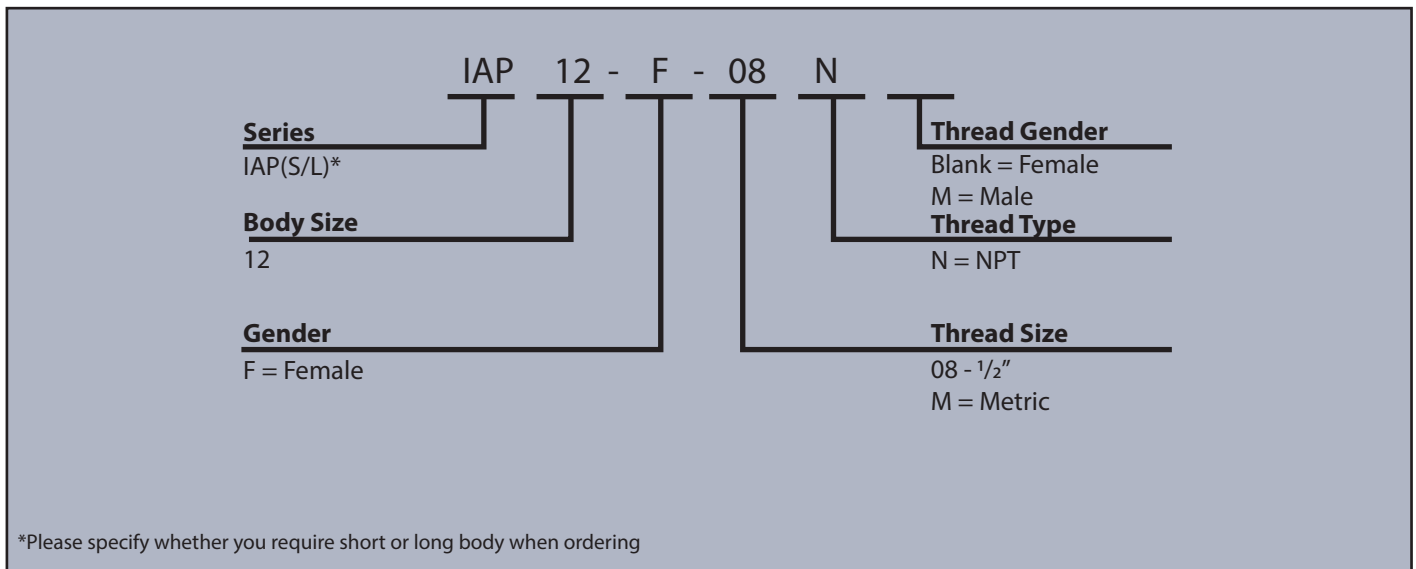 IAP 12 - F - 08 N
Series
IAP(S/L)*
Body Size
12
Gender
F = Female
Thread Gender
Blank = Female
M = Male
Thread Type
N = NPT
Thread Size
08 - ¹/₂”
M = Metric
*Please specify whether you require short or long body when ordering